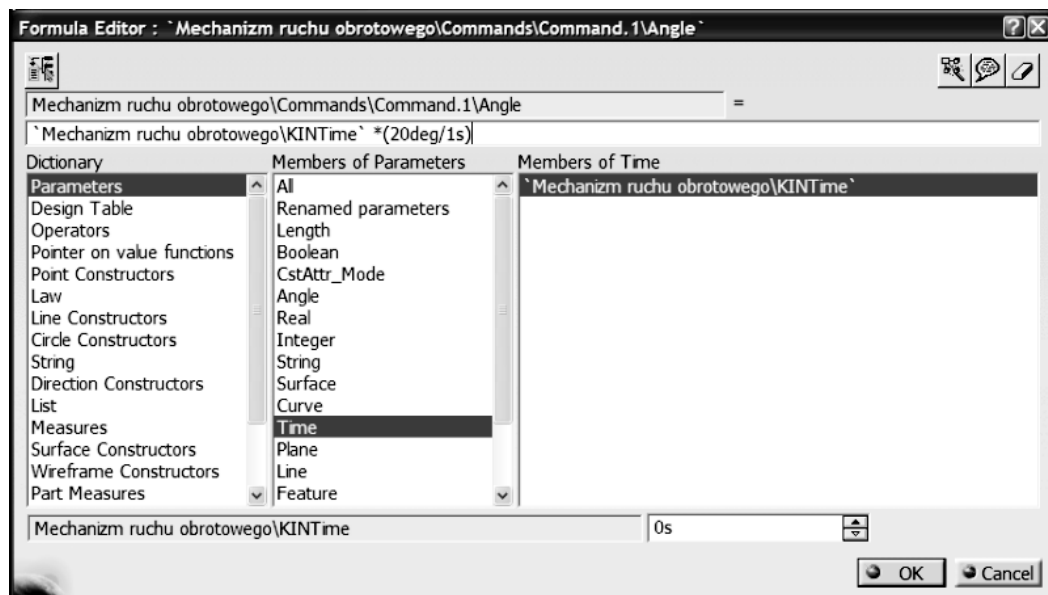 Formula Editor : `Mechanizm ruchu obrotowego\Commands\Command.1\Angle`
Mechanizm ruchu obrotowego\Commands\Command.1\Angle =
`Mechanizm ruchu obrotowego\KINTime` *(20deg/1s)
Dictionary Members of Parameters Members of Time
Parameters All `Mechanizm ruchu obrotowego\KINTime`
Design Table Renamed parameters
Operators Length
Pointer on value functions Boolean
Point Constructors CstAttr_Mode
Law Angle
Line Constructors Real
Circle Constructors Integer
String String
Direction Constructors Surface
List Curve
Measures Time
Surface Constructors Plane
Wireframe Constructors Line
Part Measures Feature
Mechanizm ruchu obrotowego\KINTime 0s
OK Cancel